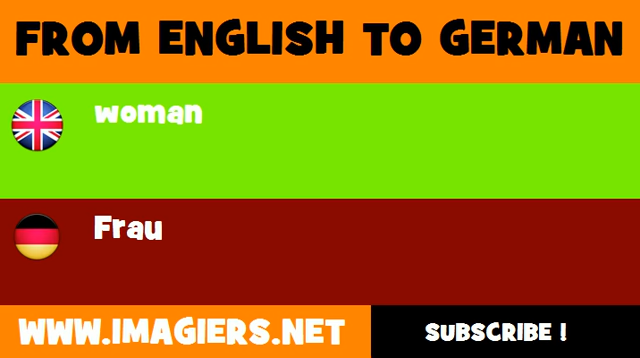 FROM ENGLISH TO GERMAN
woman
Frau
WWW.IMAGIERS.NET
SUBSCRIBE !